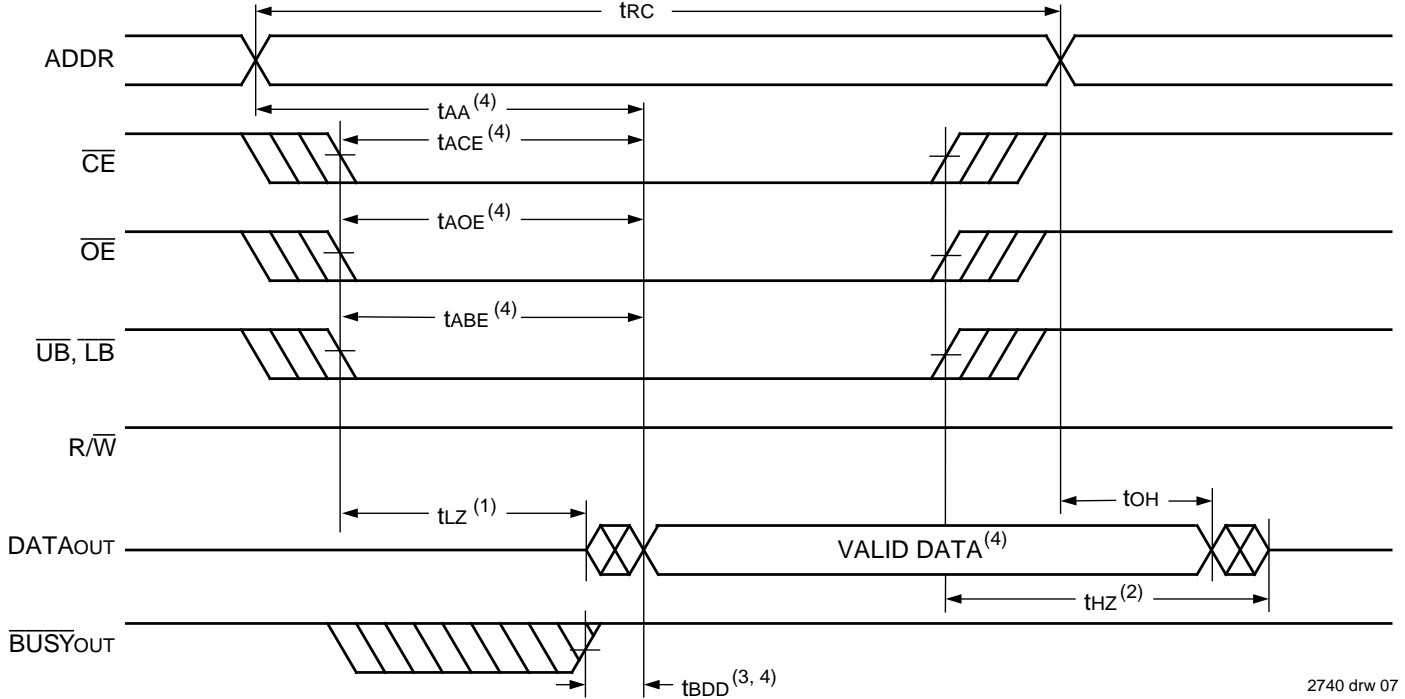 tRC
ADDR
tAA(4)
CE
tACE(4)
OE
tAOE(4)
tABE(4)
UB, LB
R/W
tLZ(1)
tOH
DATAOUT
VALID DATA(4)
tHZ(2)
BUSYOUT
tBDD(3, 4)
2740 drw 07